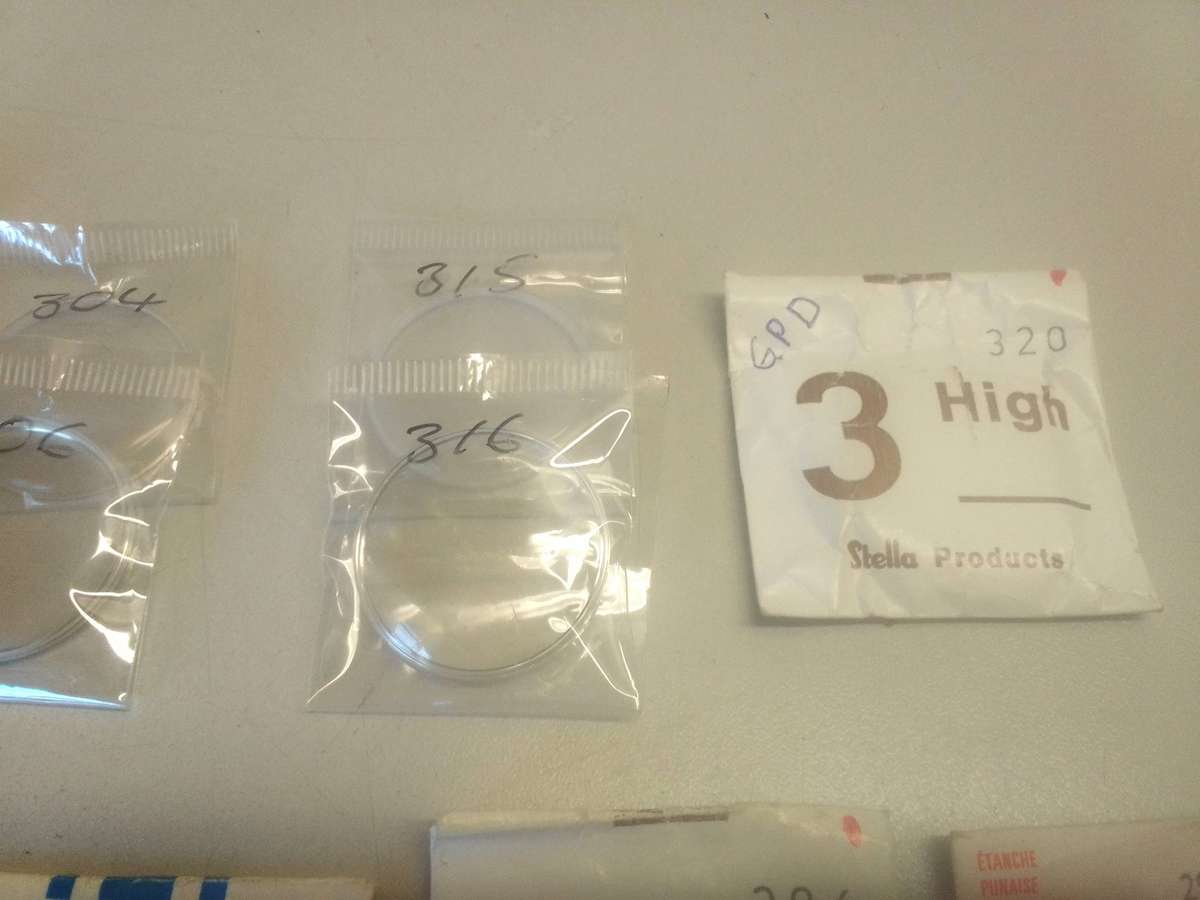 304
315
316
GPD
320
3 High
Stella Products
ÉTANCHE
PUNAISE